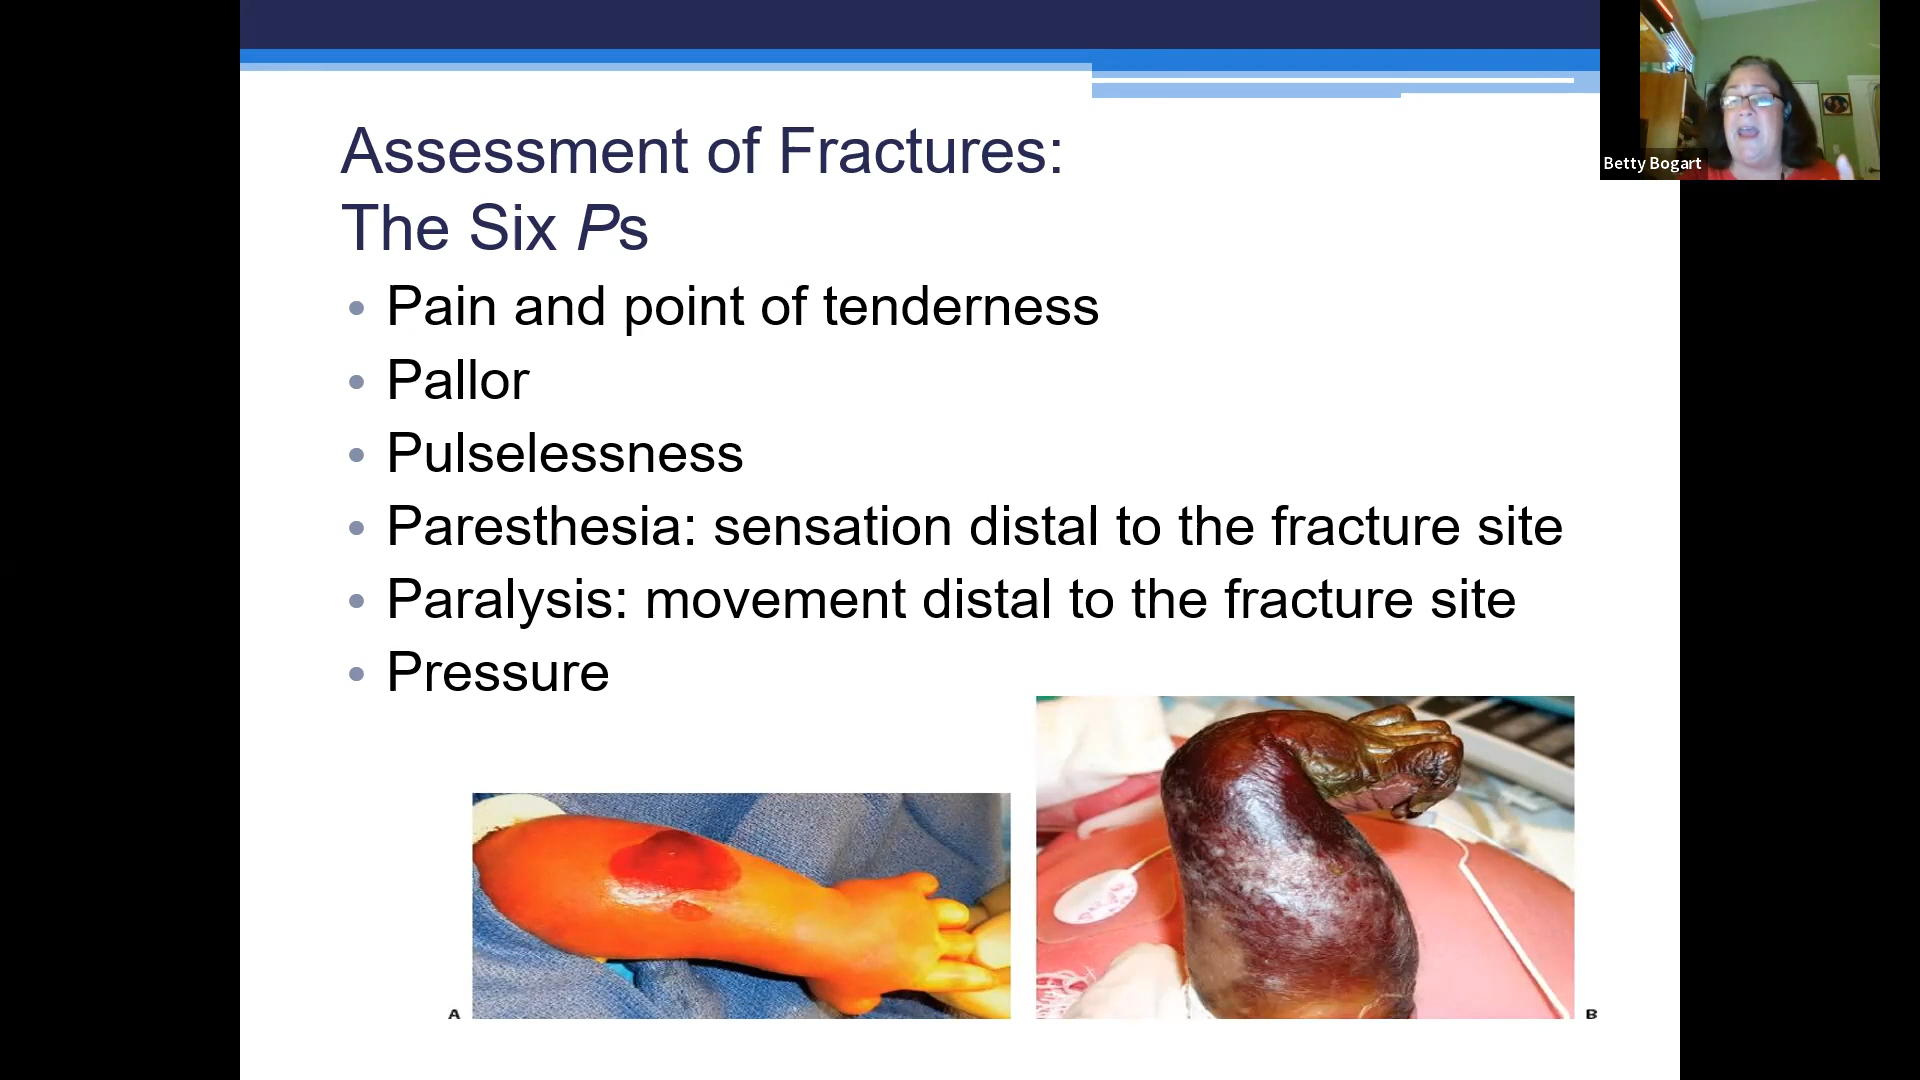 Assessment of Fractures:
The Six Ps
• Pain and point of tenderness
• Pallor
• Pulselessness
• Paresthesia: sensation distal to the fracture site
• Paralysis: movement distal to the fracture site
• Pressure
A
B
Betty Bogart